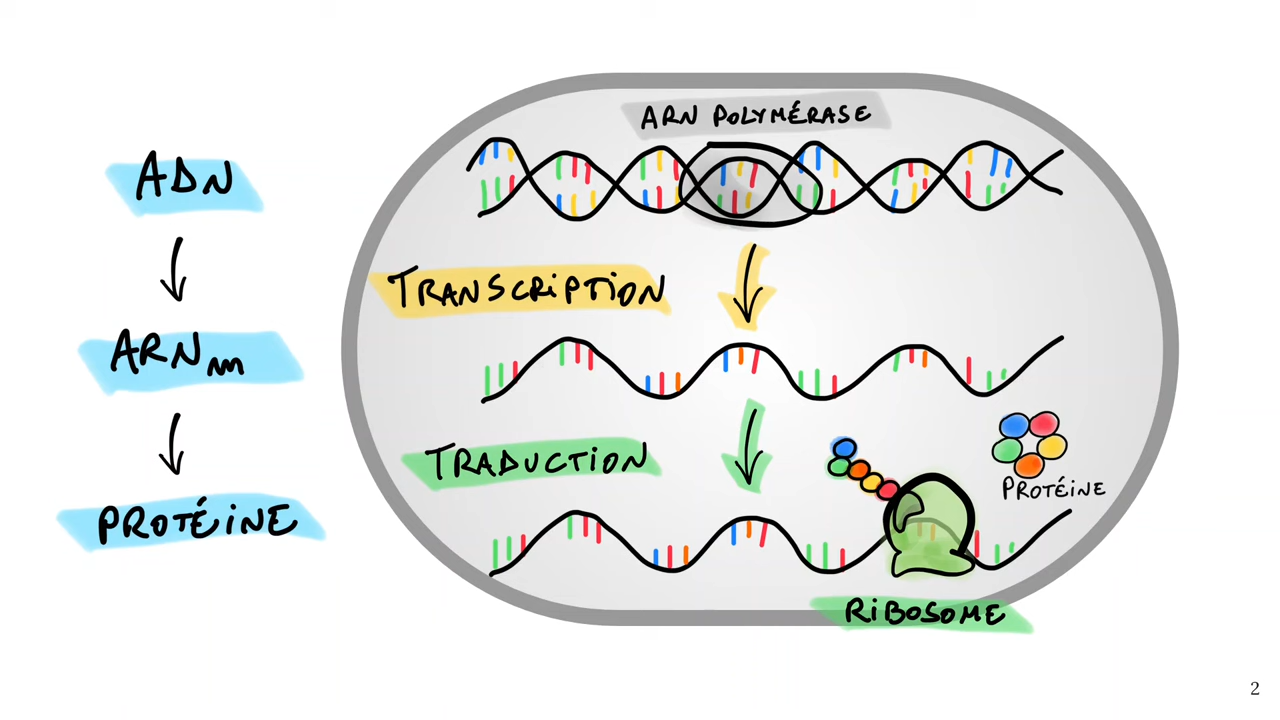 ADN
ARNm
PROTÉINE
ARN POLYMÉRASE
TRANSCRIPTION
TRADUCTION
PROTÉINE
RIBOSOME
2